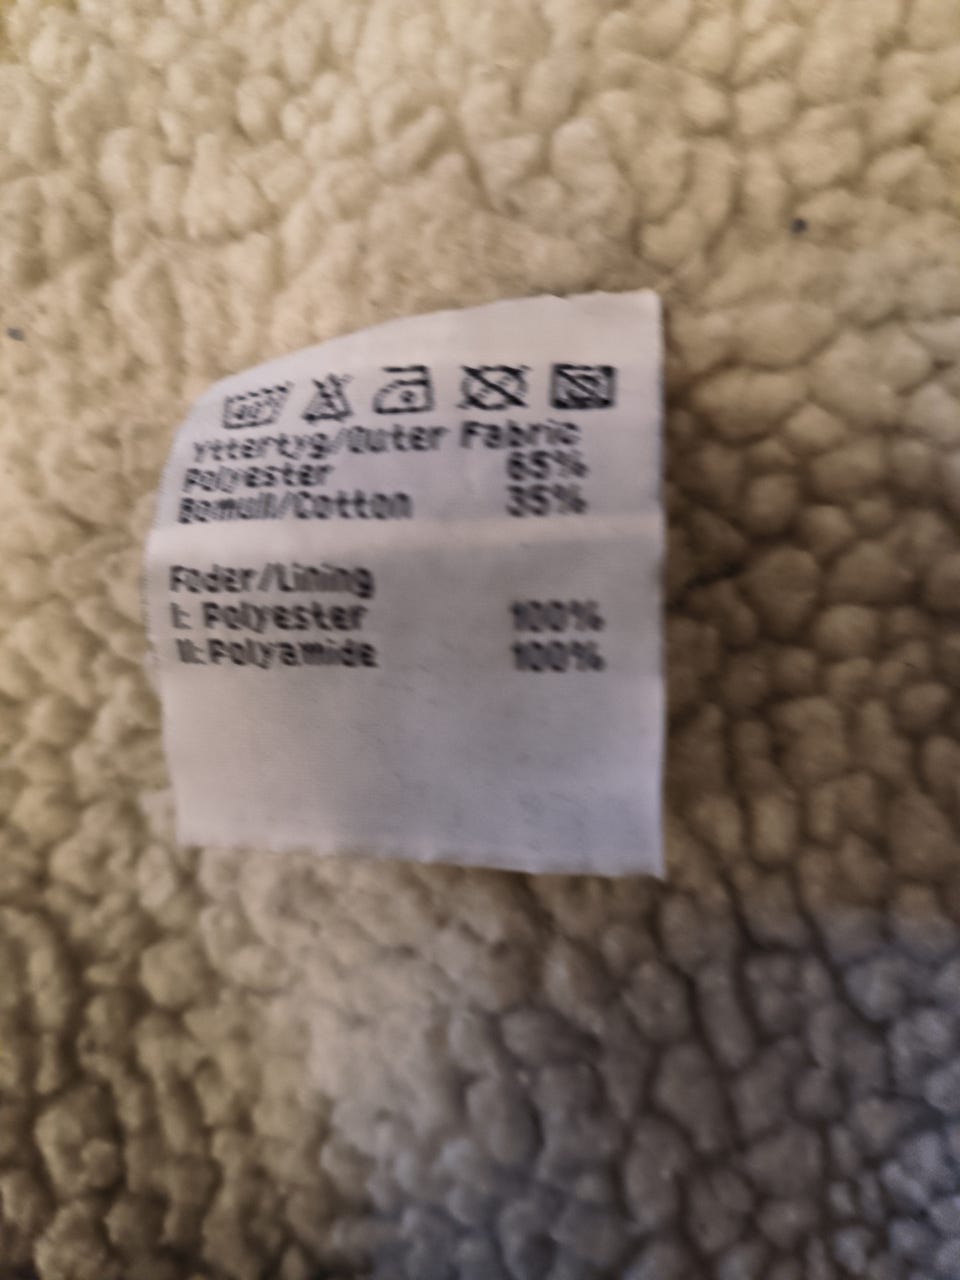 Yttertyg/Outer Fabric
Polyester 65%
Bomull/Cotton 35%
Foder/Lining
I: Polyester 100%
II: Polyamide 100%